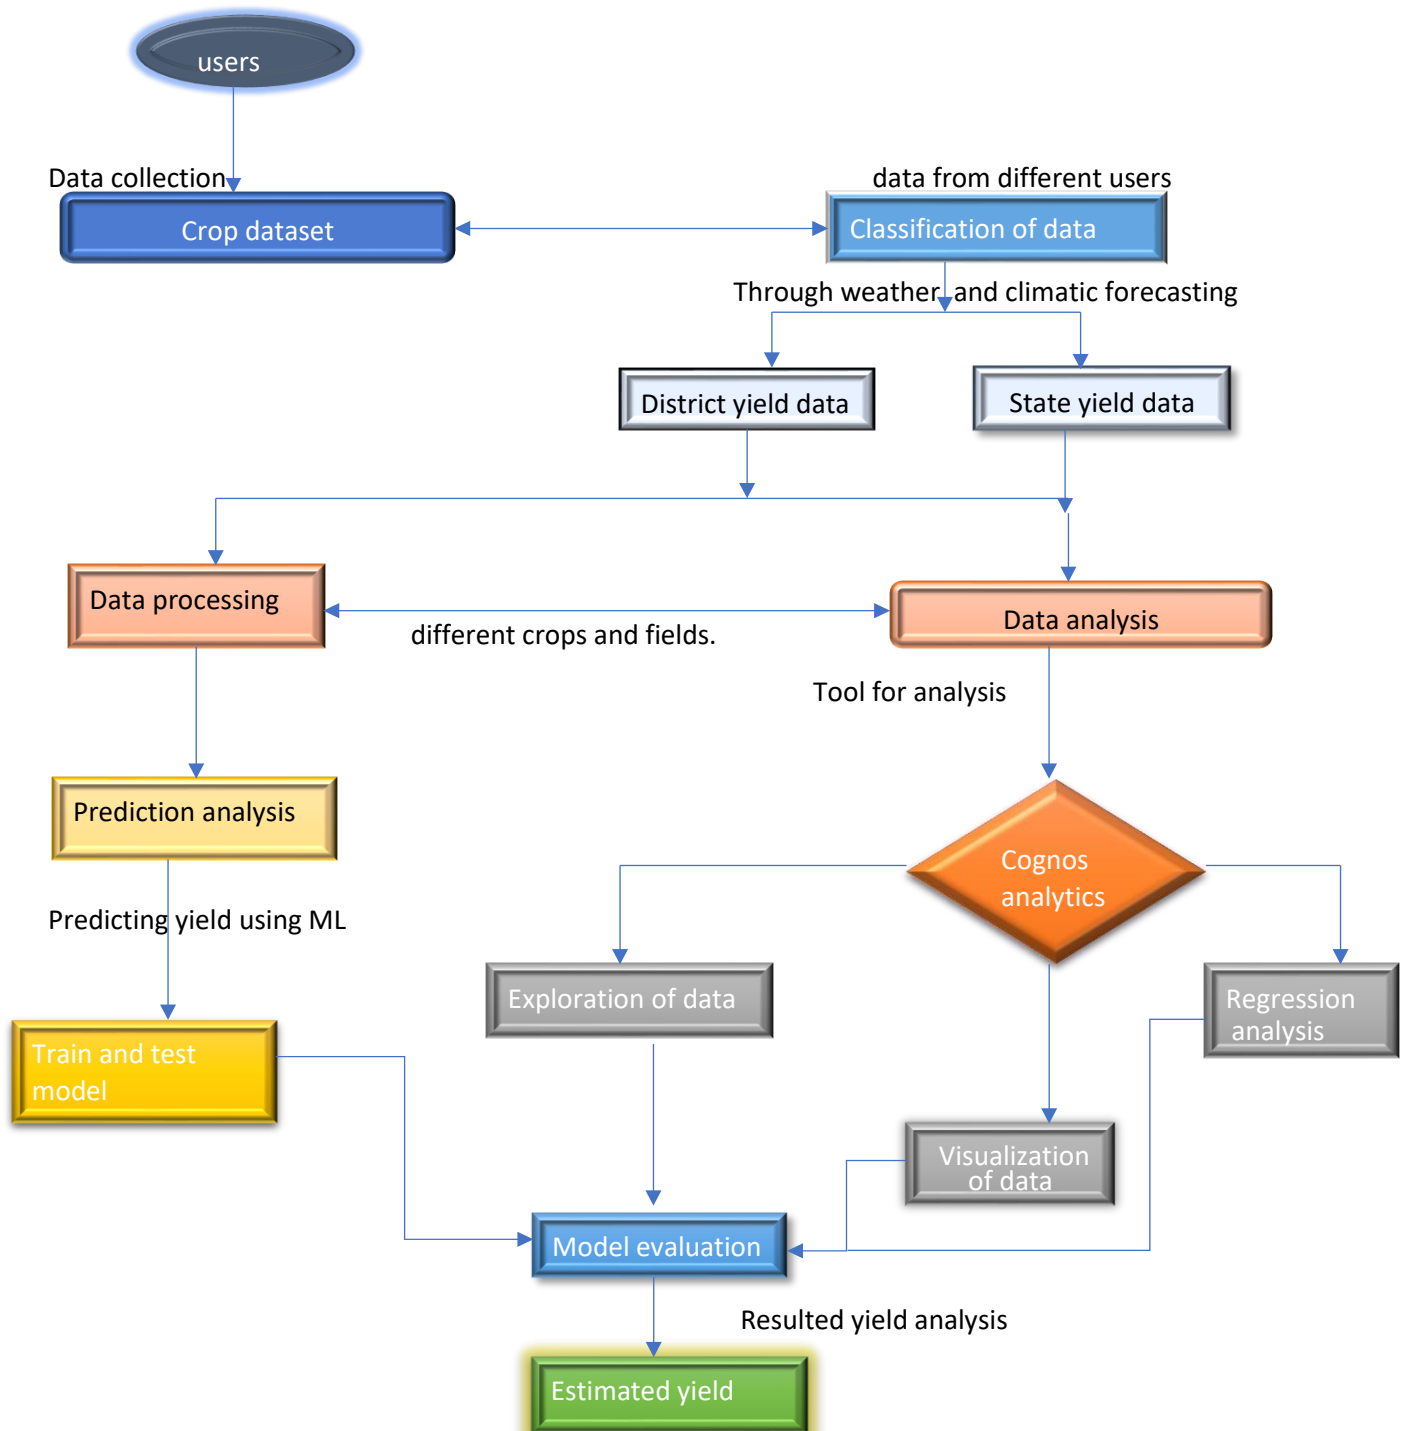 users
Data collection
data from different users
Crop dataset
Classification of data
Through weather and climatic forecasting
District yield data
State yield data
Data processing
different crops and fields.
Data analysis
Tool for analysis
Prediction analysis
Cognos
analytics
Predicting yield using ML
Exploration of data
Regression
analysis
Train and test
model
Visualization
of data
Model evaluation
Resulted yield analysis
Estimated yield